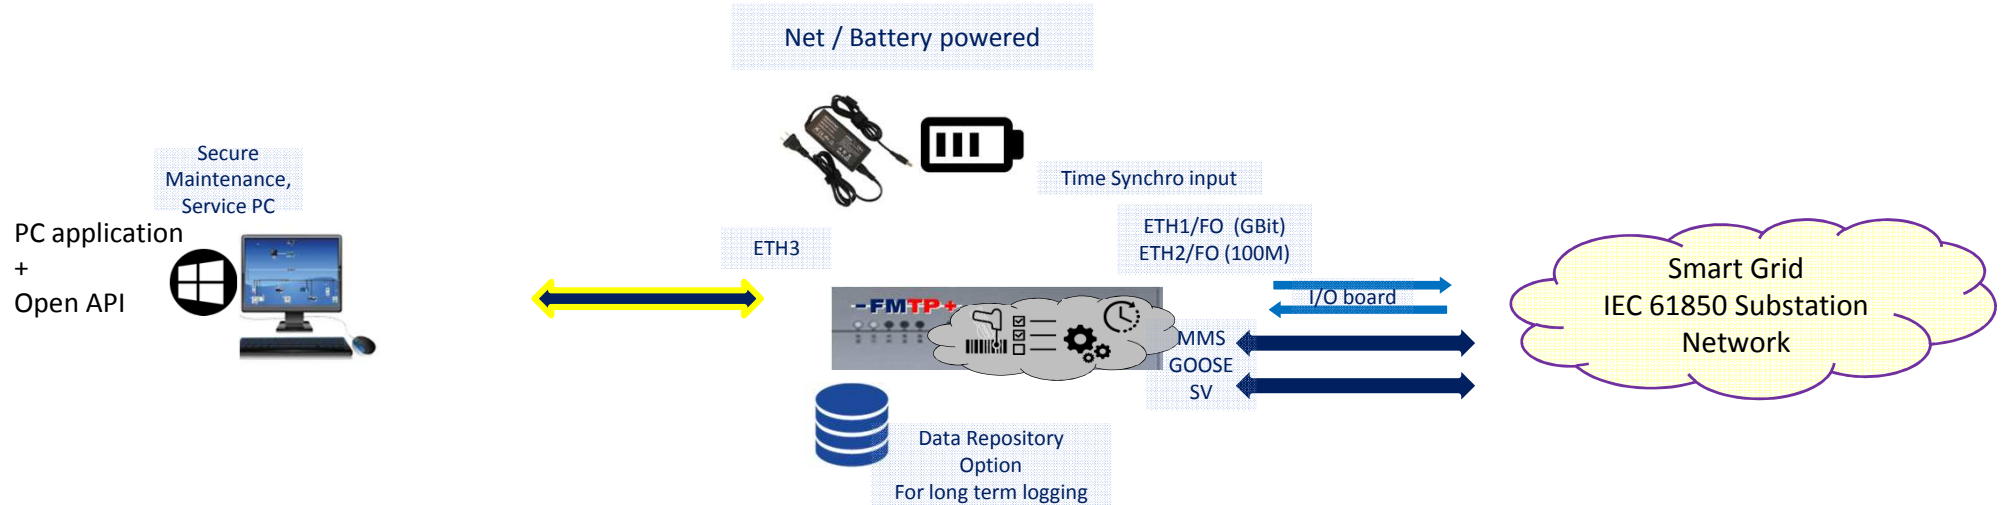 Net / Battery powered
Secure
Maintenance,
Service PC
Time Synchro input
PC application
+
Open API
ETH3
ETH1/FO (GBit)
ETH2/FO (100M)
I/O board
Smart Grid
IEC 61850 Substation
Network
-FMTP+
MMS
GOOSE
SV
Data Repository
Option
For long term logging